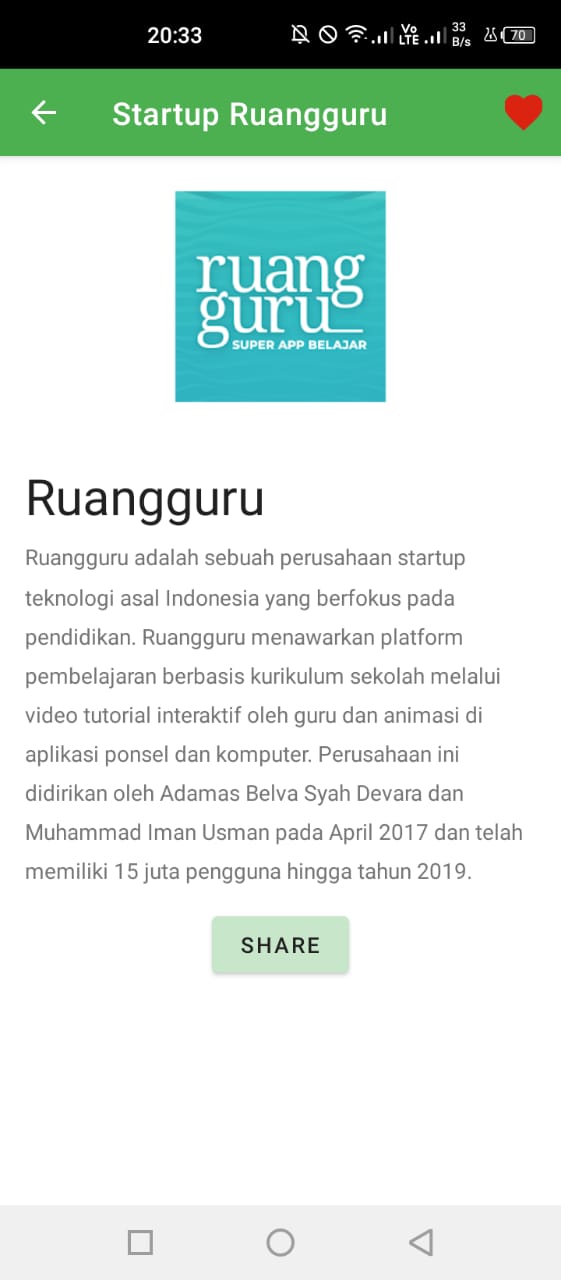 20:33
Vo
LTE
33
B/s
70
Startup Ruangguru
ruang
guru
SUPER APP BELAJAR
Ruangguru
Ruangguru adalah sebuah perusahaan startup
teknologi asal Indonesia yang berfokus pada
pendidikan. Ruangguru menawarkan platform
pembelajaran berbasis kurikulum sekolah melalui
video tutorial interaktif oleh guru dan animasi di
aplikasi ponsel dan komputer. Perusahaan ini
didirikan oleh Adamas Belva Syah Devara dan
Muhammad Iman Usman pada April 2017 dan telah
memiliki 15 juta pengguna hingga tahun 2019.
SHARE